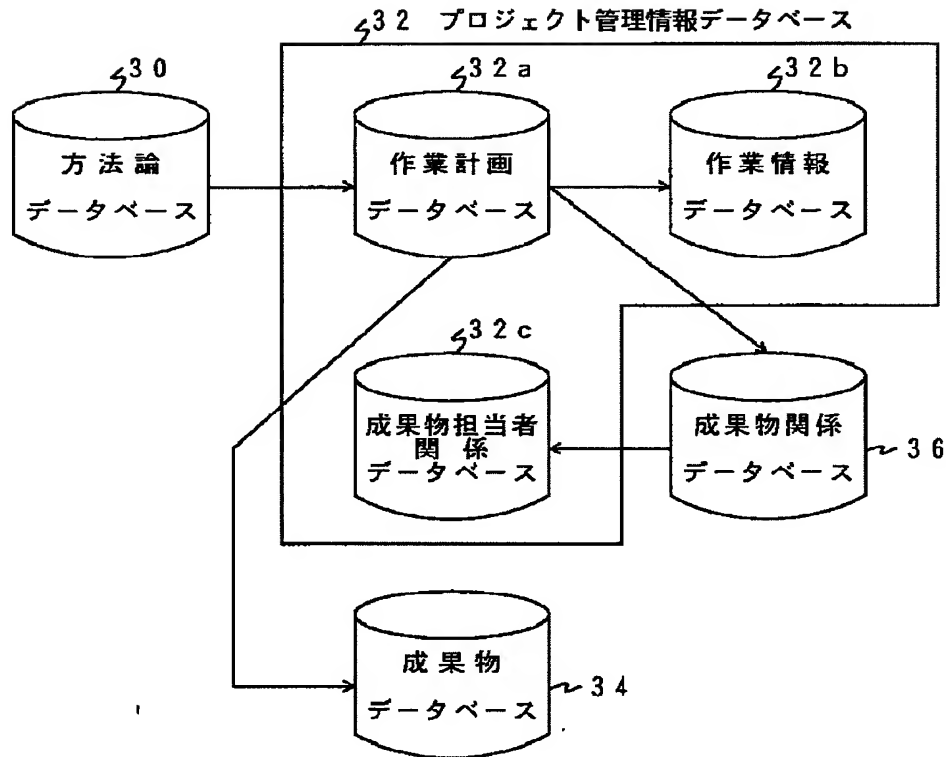 32 プロジェクト管理情報データベース
30
32a
32b
方法論
データベース
作業計画
データベース
作業情報
データベース
32c
成果物担当者
関係
データベース
成果物関係
データベース
36
成果物
データベース
34